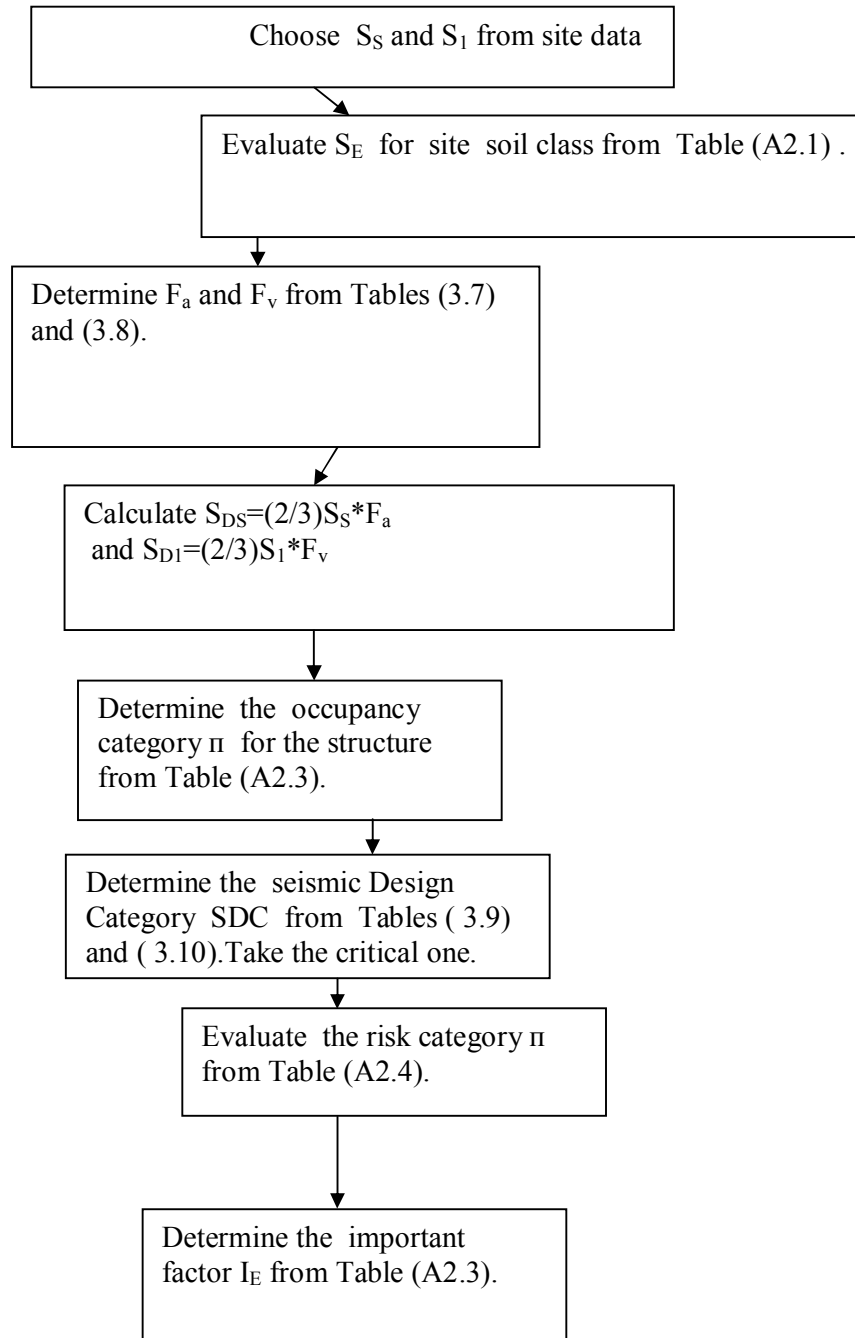 Choose S_S and S_1 from site data
Evaluate S_E for site soil class from Table (A2.1) .
Determine F_a and F_v from Tables (3.7)
and (3.8).
Calculate S_DS=(2/3)S_S*F_a
and S_D1=(2/3)S_1*F_v
Determine the occupancy
category п for the structure
from Table (A2.3).
Determine the seismic Design
Category SDC from Tables ( 3.9)
and ( 3.10).Take the critical one.
Evaluate the risk category п
from Table (A2.4).
Determine the important
factor I_E from Table (A2.3).